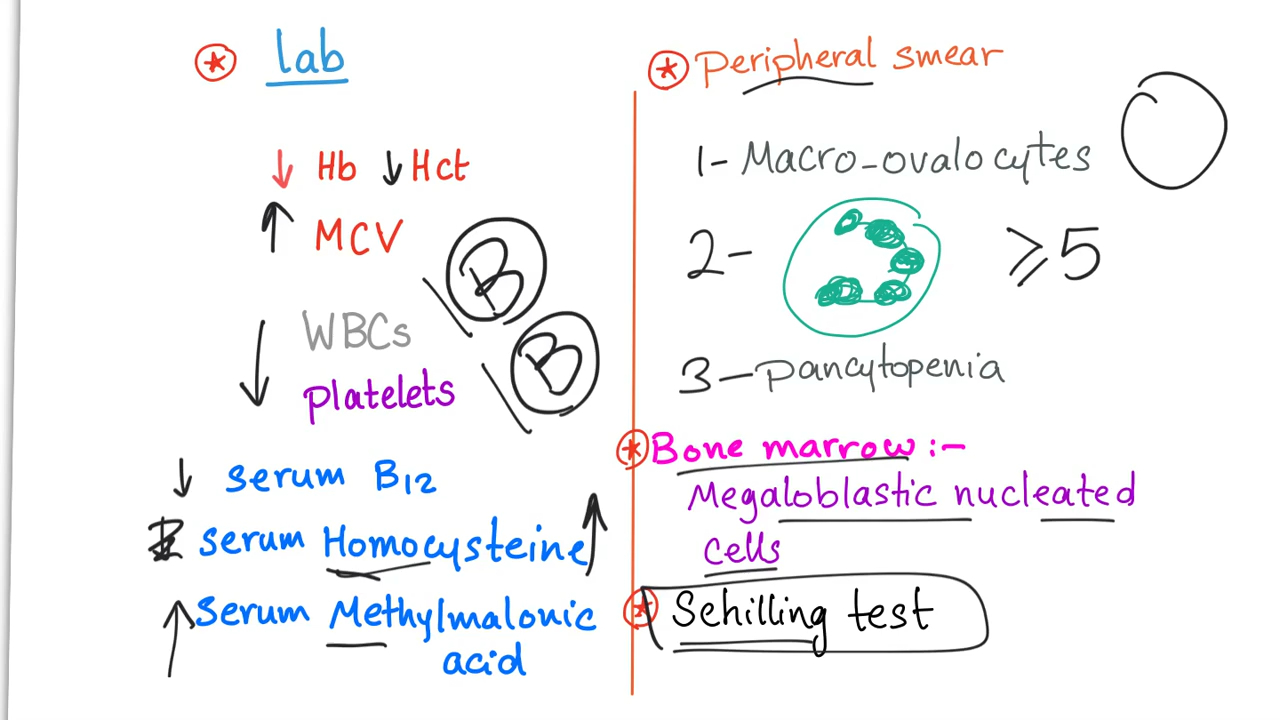 lab
↓ Hb ↓ Hct
↑ MCV
B
↓ WBCs
B
platelets
↓ serum B12
serum Homocysteine ↑
↑ Serum Methylmalonic
acid
Peripheral smear
1- Macro-ovalocytes
2- ≥5
3- pancytopenia
Bone marrow :-
Megaloblastic nucleated
cells
Schilling test